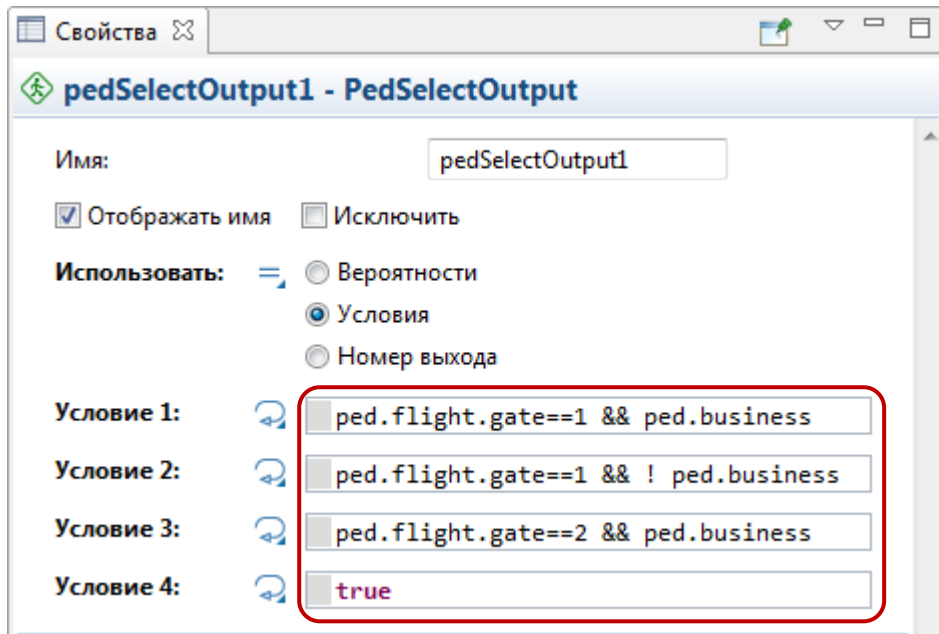 Свойства
pedSelectOutput1 - PedSelectOutput
Имя: pedSelectOutput1
Отображать имя Исключить
Использовать: Вероятности
Условия
Номер выхода
Условие 1: ped.flight.gate==1 && ped.business
Условие 2: ped.flight.gate==1 && ! ped.business
Условие 3: ped.flight.gate==2 && ped.business
Условие 4: true